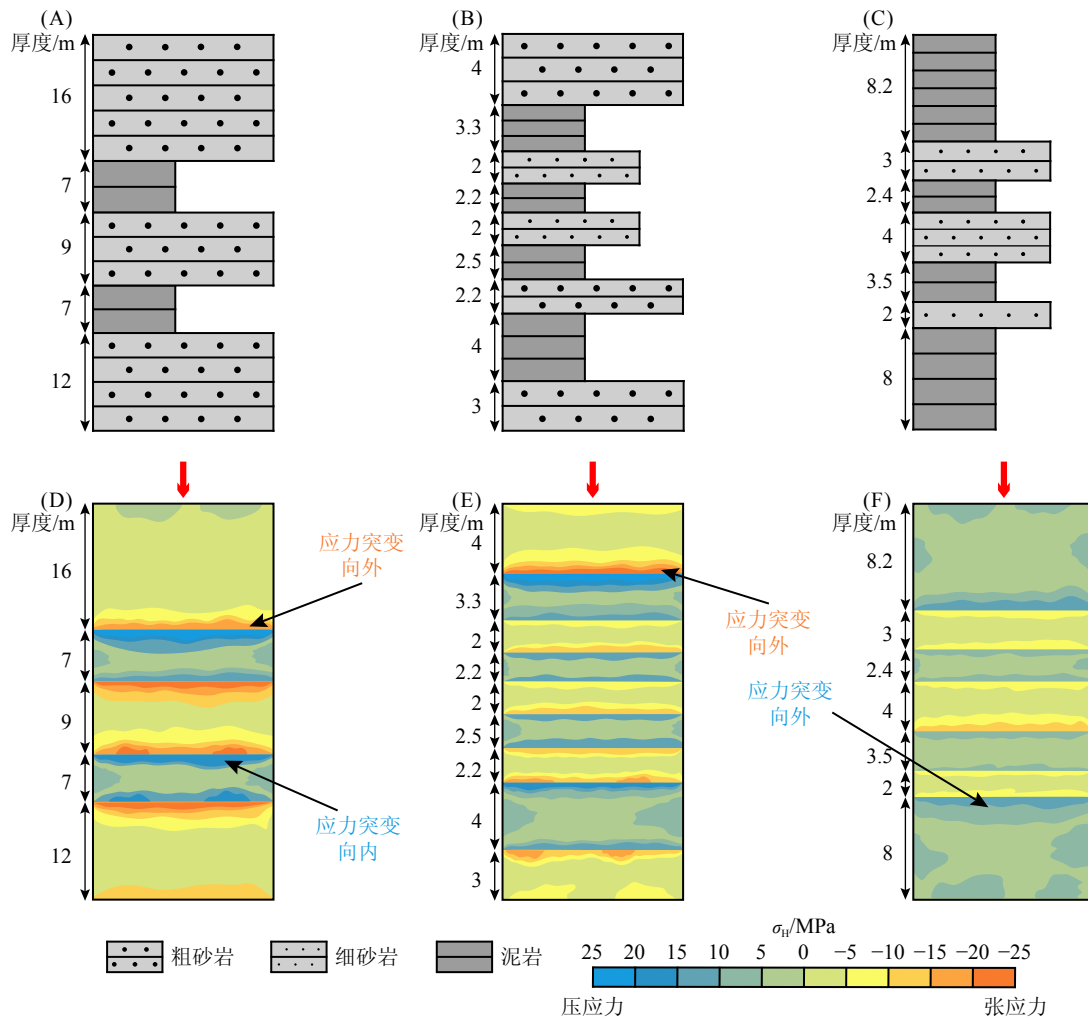 (A)
厚度/m
16
7
9
7
12
(B)
厚度/m
4
3.3
2
2.2
2
2.5
2.2
4
3
(C)
厚度/m
8.2
3
2.4
4
3.5
2
8
(D)
厚度/m
16
7
9
7
12
应力突变
向外
应力突变
向内
(E)
厚度/m
4
3.3
2
2.2
2
2.5
2.2
4
3
应力突变
向外
应力突变
向外
(F)
厚度/m
8.2
3
2.4
4
3.5
2
8
粗砂岩
细砂岩
泥岩
σH/MPa
25 20 15 10 5 0 −5 −10 −15 −20 −25
压应力
张应力